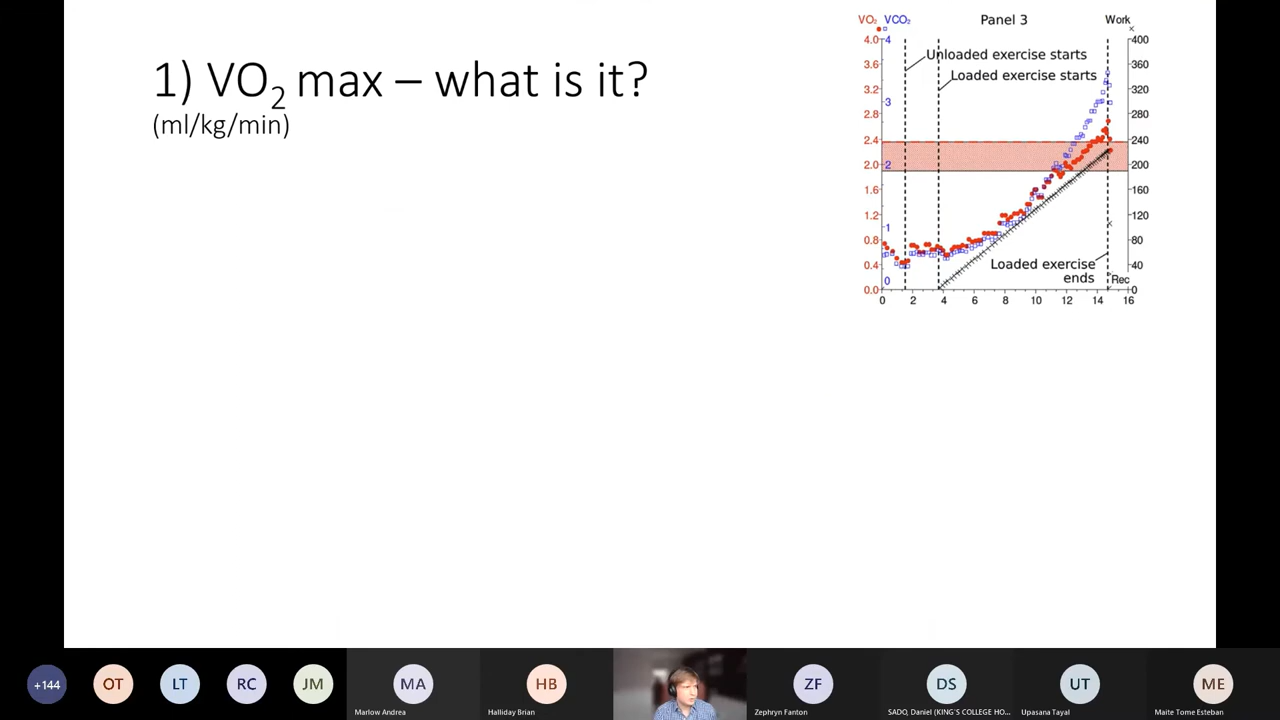 1) VO2 max – what is it?
(ml/kg/min)
VO2 VCO2 Panel 3 Work
4.0 4 400
Unloaded exercise starts
3.6 360
Loaded exercise starts
3.2 320
3
2.8 280
2.4 240
2.0 2 200
1.6 160
1.2 120
1
0.8 80
Loaded exercise
0.4 40
ends
0 Rec
0.0 0
0 2 4 6 8 10 12 14 16
+144 OT LT RC JM MA HB ZF DS UT ME
Marlow Andrea Halliday Brian Zephryn Fanton SADO, Daniel (KING'S COLLEGE HO... Upasana Tayal Maite Tome Esteban